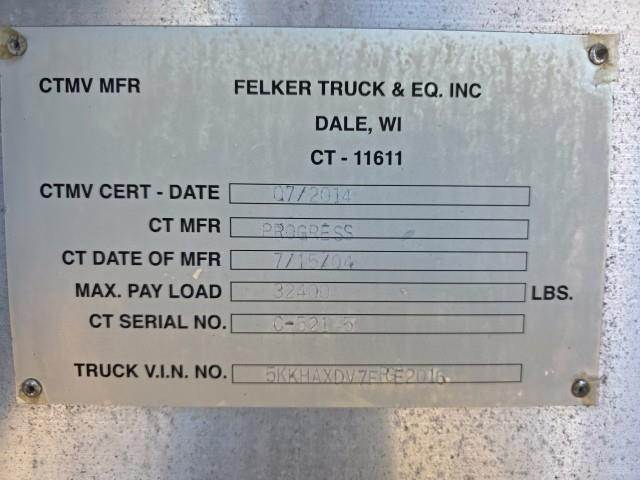 CTMV MFR FELKER TRUCK & EQ. INC
DALE, WI
CT - 11611
CTMV CERT - DATE 07/2014
CT MFR PROGRESS
CT DATE OF MFR 7/15/04
MAX. PAY LOAD 32400 LBS.
CT SERIAL NO.
TRUCK V.I.N. NO.